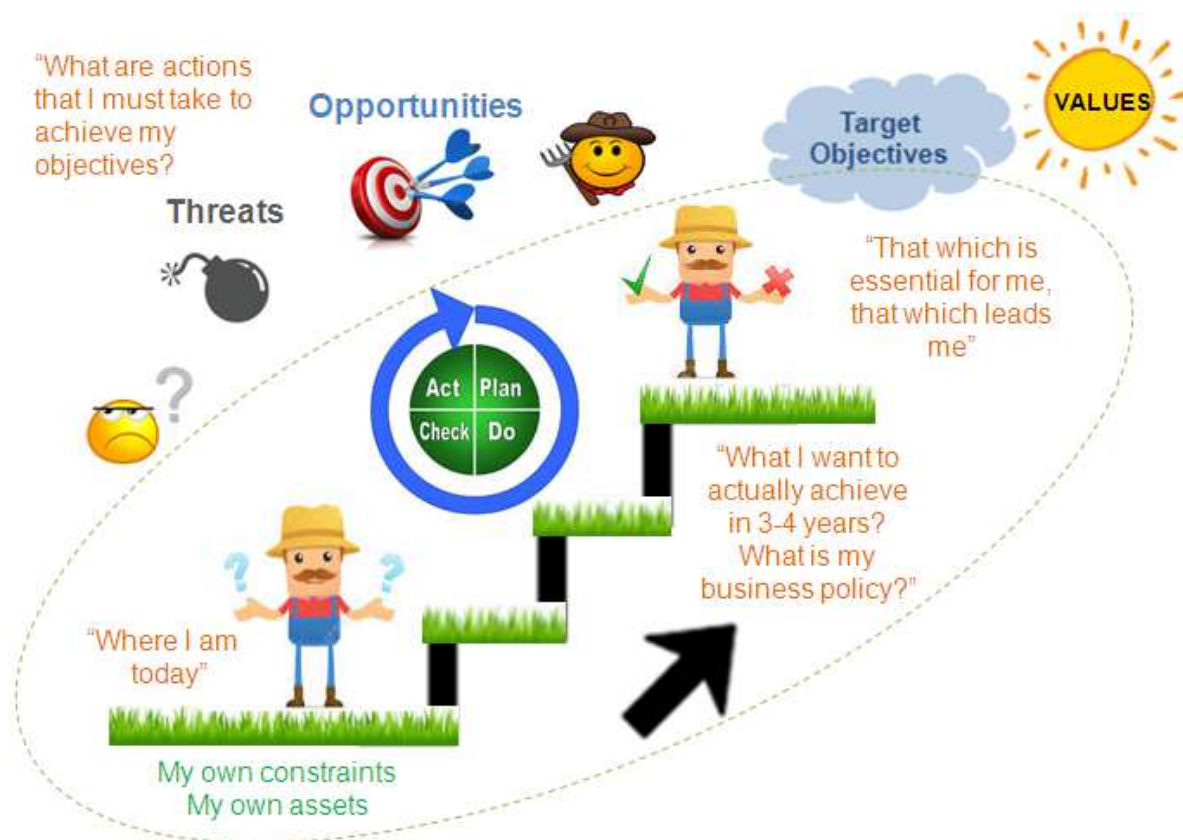 “What are actions
that I must take to
achieve my
objectives?
Opportunities
Target
Objectives
VALUES
Threats
“That which is
essential for me,
that which leads
me”
Act Plan
Check Do
?
“What I want to
actually achieve
in 3-4 years?
What is my
business policy?”
? ?
“Where I am
today”
My own constraints
My own assets